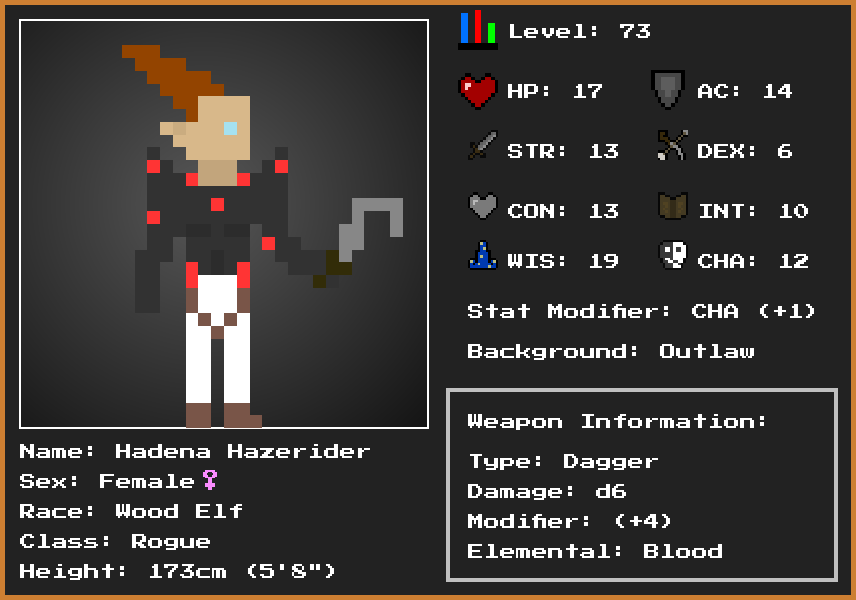 Level: 73
HP: 17 AC: 14
STR: 13 DEX: 6
CON: 13 INT: 10
WIS: 19 CHA: 12
Stat Modifier: CHA (+1)
Background: Outlaw
Weapon Information:
Type: Dagger
Damage: d6
Modifier: (+4)
Elemental: Blood
Name: Hadena Hazerider
Sex: Female♀
Race: Wood Elf
Class: Rogue
Height: 173cm (5'8")